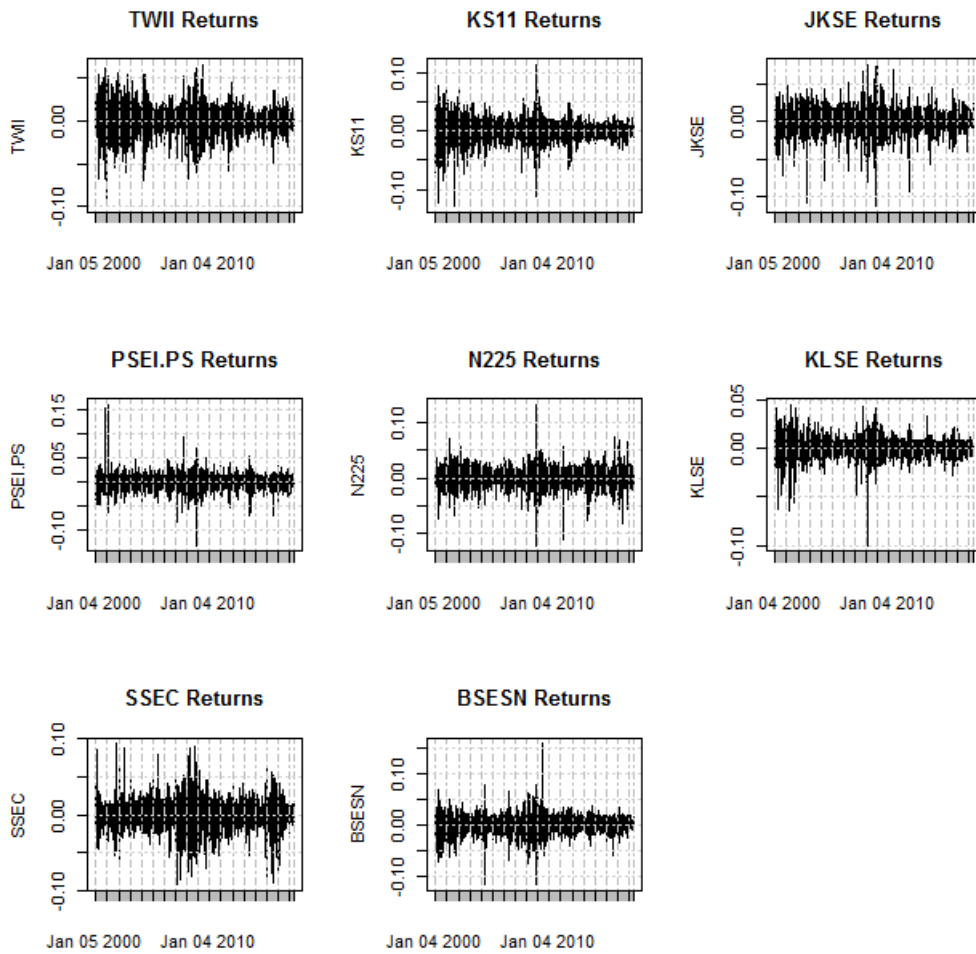 TWII Returns
TWII
0.00
-0.10
Jan 05 2000 Jan 04 2010
KS11 Returns
KS11
0.10
0.00
-0.10
Jan 05 2000 Jan 04 2010
JKSE Returns
JKSE
0.00
-0.10
Jan 05 2000 Jan 04 2010
PSEI.PS Returns
PSEI.PS
0.15
0.05
-0.10
Jan 04 2000 Jan 04 2010
N225 Returns
N225
0.10
0.00
-0.10
Jan 05 2000 Jan 04 2010
KLSE Returns
KLSE
0.05
0.00
-0.10
Jan 04 2000 Jan 04 2010
SSEC Returns
SSEC
0.10
0.00
-0.10
Jan 05 2000 Jan 04 2010
BSESN Returns
BSESN
0.10
0.00
-0.10
Jan 04 2000 Jan 04 2010